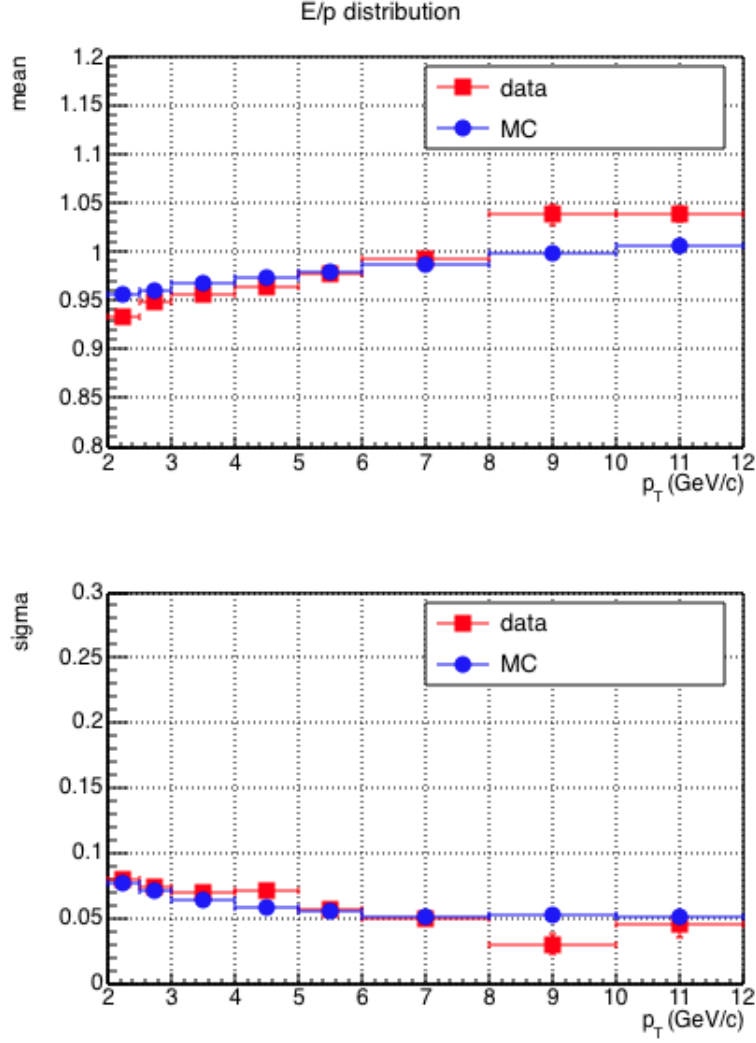 E/p distribution
mean
1.2
1.15
1.1
1.05
1
0.95
0.9
0.85
0.8
data
MC
2 3 4 5 6 7 8 9 10 11 12
p_T (GeV/c)
sigma
0.3
0.25
0.2
0.15
0.1
0.05
0
data
MC
2 3 4 5 6 7 8 9 10 11 12
p_T (GeV/c)